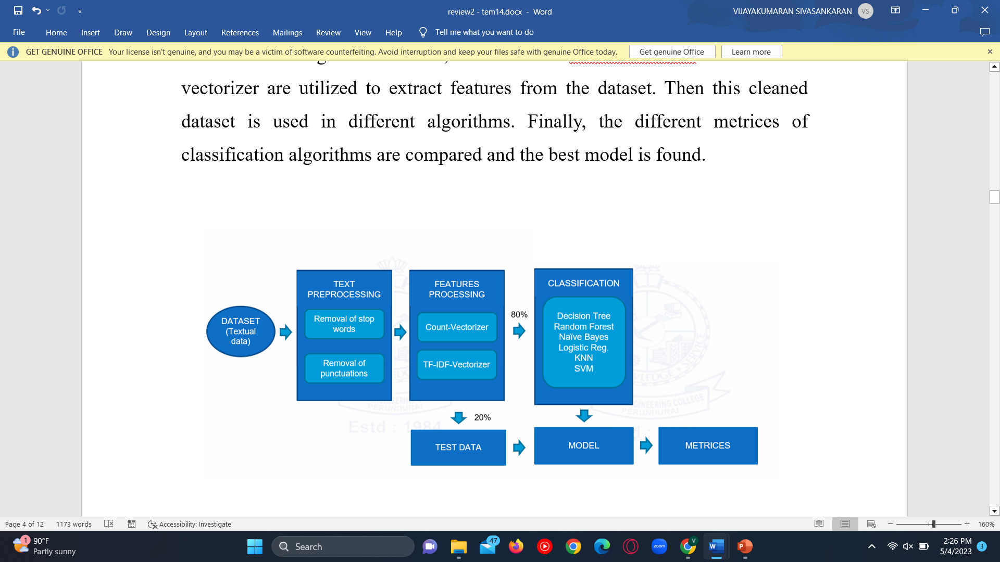 review2 - tem14.docx - Word
VIJAYAKUMARAN SIVASANKARAN
VS
File
Home
Insert
Draw
Design
Layout
References
Mailings
Review
View
Help
Tell me what you want to do
GET GENUINE OFFICE Your license isn't genuine, and you may be a victim of software counterfeiting. Avoid interruption and keep your files safe with genuine Office today.
Get genuine Office
Learn more
vectorizer are utilized to extract features from the dataset. Then this cleaned
dataset is used in different algorithms. Finally, the different metrices of
classification algorithms are compared and the best model is found.
DATASET
(Textual
data)
TEXT
PREPROCESSING
Removal of stop
words
Removal of
punctuations
FEATURES
PROCESSING
Count-Vectorizer
TF-IDF-Vectorizer
80%
CLASSIFICATION
Decision Tree
Random Forest
Naïve Bayes
Logistic Reg.
KNN
SVM
20%
TEST DATA
MODEL
METRICES
PERUNDURAI
Estd : 1984
GINEERING COLLEGE
PERUNDURAI
SERVICE
Page 4 of 12
1173 words
Accessibility: Investigate
160%
1
90°F
Partly sunny
Search
47
zoom
V
W
P
2:26 PM
5/4/2023
3